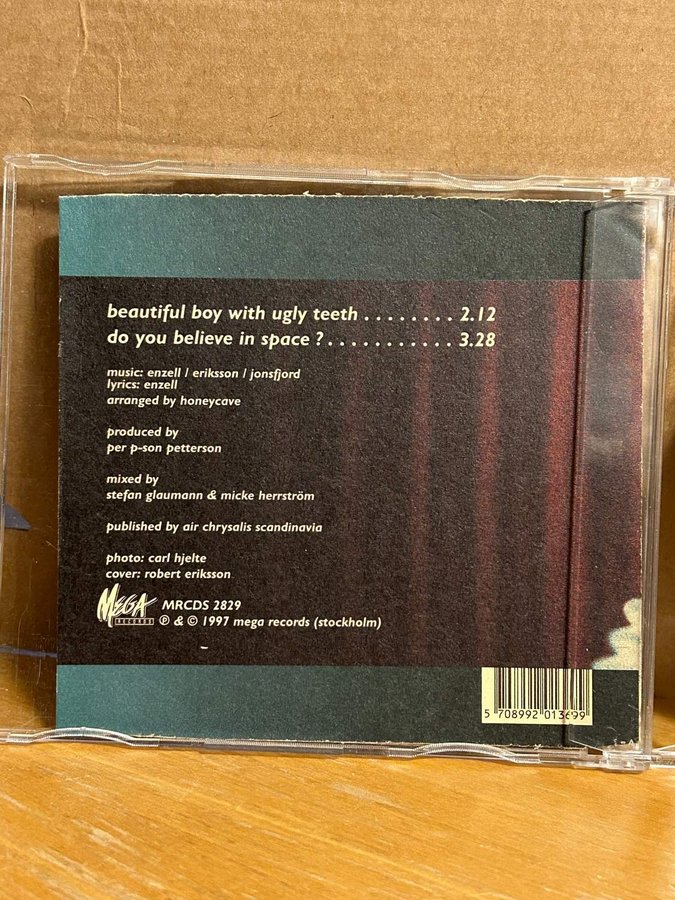 beautiful boy with ugly teeth ........ 2.12
do you believe in space ? ........... 3.28
music: enzell / eriksson / jonsfjord
lyrics: enzell
arranged by honeycave
produced by
per p-son petterson
mixed by
stefan glaumann & micke herrström
published by air chrysalis scandinavia
photo: carl hjelte
cover: robert eriksson
MEGA
RECORDS
MRCDS 2829
℗ & © 1997 mega records (stockholm)
5 708992 013699